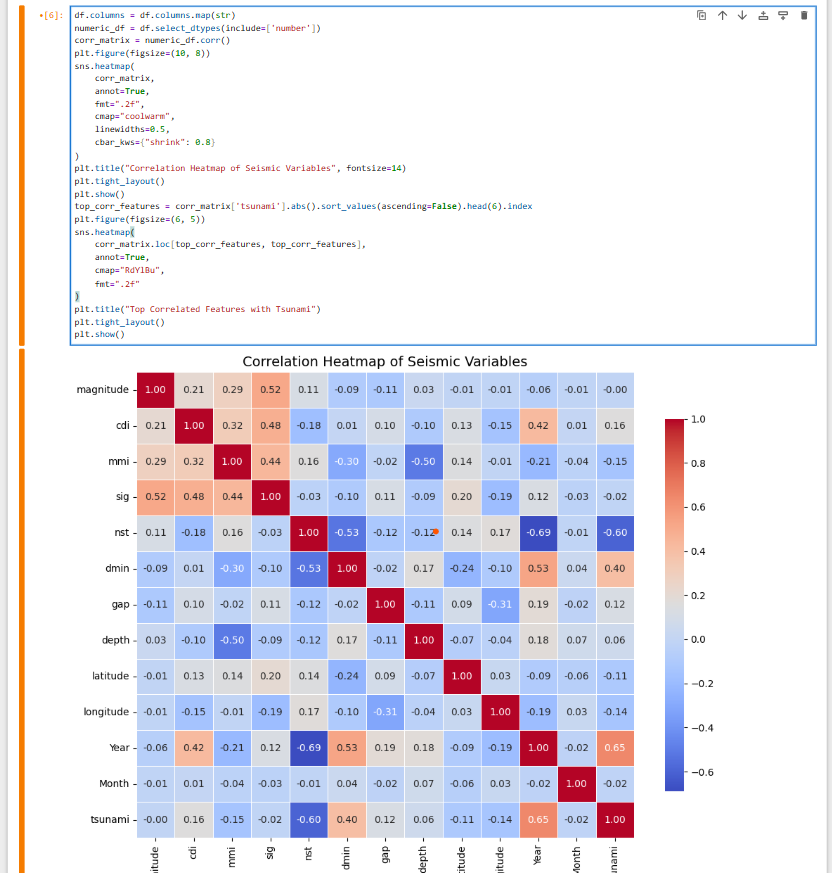 •[6]:
df.columns = df.columns.map(str)
numeric_df = df.select_dtypes(include=['number'])
corr_matrix = numeric_df.corr()
plt.figure(figsize=(10, 8))
sns.heatmap(
    corr_matrix,
    annot=True,
    fmt=".2f",
    cmap="coolwarm",
    linewidths=0.5,
    cbar_kws={"shrink": 0.8}
)
plt.title("Correlation Heatmap of Seismic Variables", fontsize=14)
plt.tight_layout()
plt.show()
top_corr_features = corr_matrix['tsunami'].abs().sort_values(ascending=False).head(6).index
plt.figure(figsize=(6, 5))
sns.heatmap(
    corr_matrix.loc[top_corr_features, top_corr_features],
    annot=True,
    cmap="RdYlBu",
    fmt=".2f"
)
plt.title("Top Correlated Features with Tsunami")
plt.tight_layout()
plt.show()
Correlation Heatmap of Seismic Variables
magnitude 1.00 0.21 0.29 0.52 0.11 -0.09 -0.11 0.03 -0.01 -0.01 -0.06 -0.01 -0.00
cdi 0.21 1.00 0.32 0.48 -0.18 0.01 0.10 -0.10 0.13 -0.15 0.42 0.01 0.16
mmi 0.29 0.32 1.00 0.44 0.16 -0.30 -0.02 -0.50 0.14 -0.01 -0.21 -0.04 -0.15
sig 0.52 0.48 0.44 1.00 -0.03 -0.10 0.11 -0.09 0.20 -0.19 0.12 -0.03 -0.02
nst 0.11 -0.18 0.16 -0.03 1.00 -0.53 -0.12 -0.12 0.14 0.17 -0.69 -0.01 -0.60
dmin -0.09 0.01 -0.30 -0.10 -0.53 1.00 -0.02 0.17 -0.24 -0.10 0.53 0.04 0.40
gap -0.11 0.10 -0.02 0.11 -0.12 -0.02 1.00 -0.11 0.09 -0.31 0.19 -0.02 0.12
depth 0.03 -0.10 -0.50 -0.09 -0.12 0.17 -0.11 1.00 -0.07 -0.04 0.18 0.07 0.06
latitude -0.01 0.13 0.14 0.20 0.14 -0.24 0.09 -0.07 1.00 0.03 -0.09 -0.06 -0.11
longitude -0.01 -0.15 -0.01 -0.19 0.17 -0.10 -0.31 -0.04 0.03 1.00 -0.19 0.03 -0.14
Year -0.06 0.42 -0.21 0.12 -0.69 0.53 0.19 0.18 -0.09 -0.19 1.00 -0.02 0.65
Month -0.01 0.01 -0.04 -0.03 -0.01 0.04 -0.02 0.07 -0.06 0.03 -0.02 1.00 -0.02
tsunami -0.00 0.16 -0.15 -0.02 -0.60 0.40 0.12 0.06 -0.11 -0.14 0.65 -0.02 1.00
itude cdi mmi sig nst dmin gap depth titude gitude Year Month unami
1.0
0.8
0.6
0.4
0.2
0.0
−0.2
−0.4
−0.6